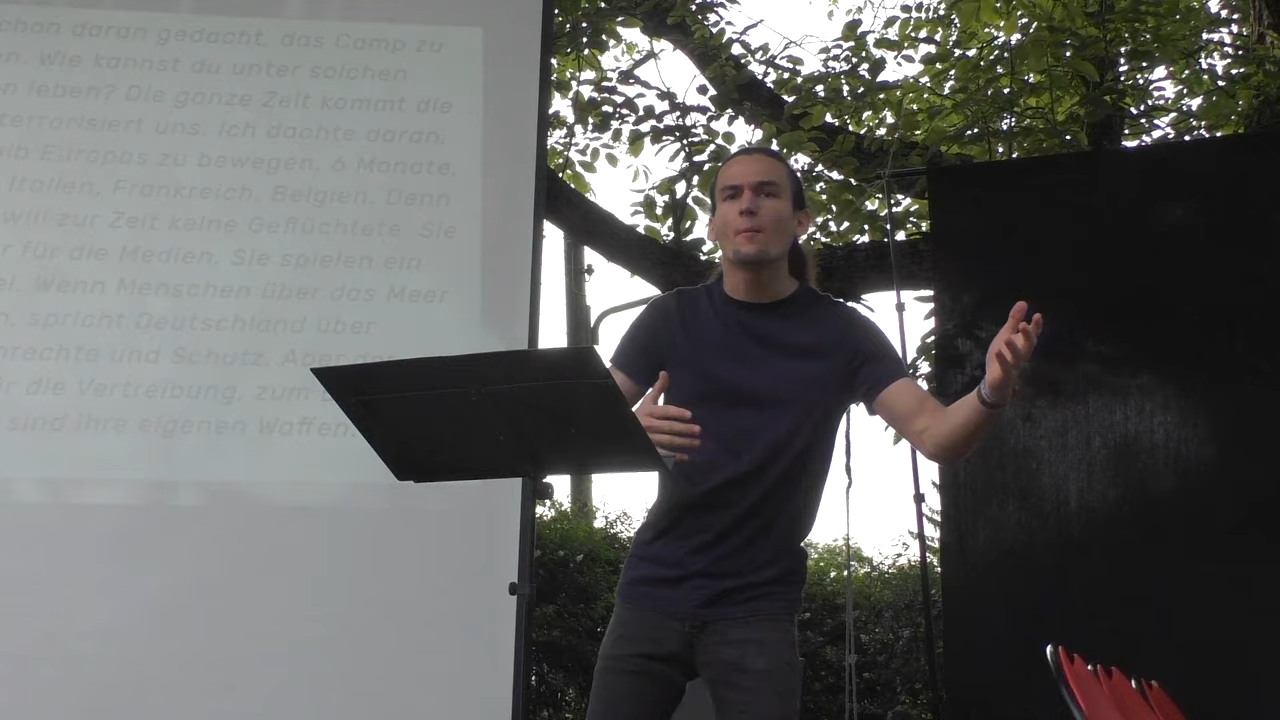 schon daran gedacht, das Camp zu
en. Wie kannst du unter solchen
n leben? Die ganze Zeit kommt die
terrorisiert uns. Ich dachte daran,
alb Europas zu bewegen. 6 Monate.
Italien, Frankreich, Belgien. Denn
will zur Zeit keine Geflüchtete. Sie
r für die Medien. Sie spielen ein
el. Wenn Menschen über das Meer
n, spricht Deutschland über
nrechte und Schutz. Aber der
ür die Vertreibung, zum
sind ihre eigenen Waffen.